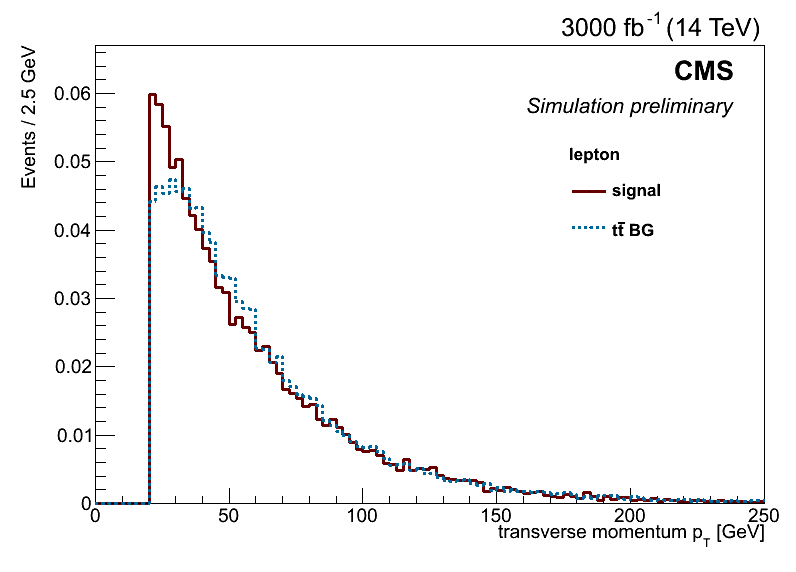 3000 fb⁻¹ (14 TeV)
CMS
Simulation preliminary
lepton
signal
tt̄ BG
Events / 2.5 GeV
0.06
0.05
0.04
0.03
0.02
0.01
0
0 50 100 150 200 250
transverse momentum p_T [GeV]